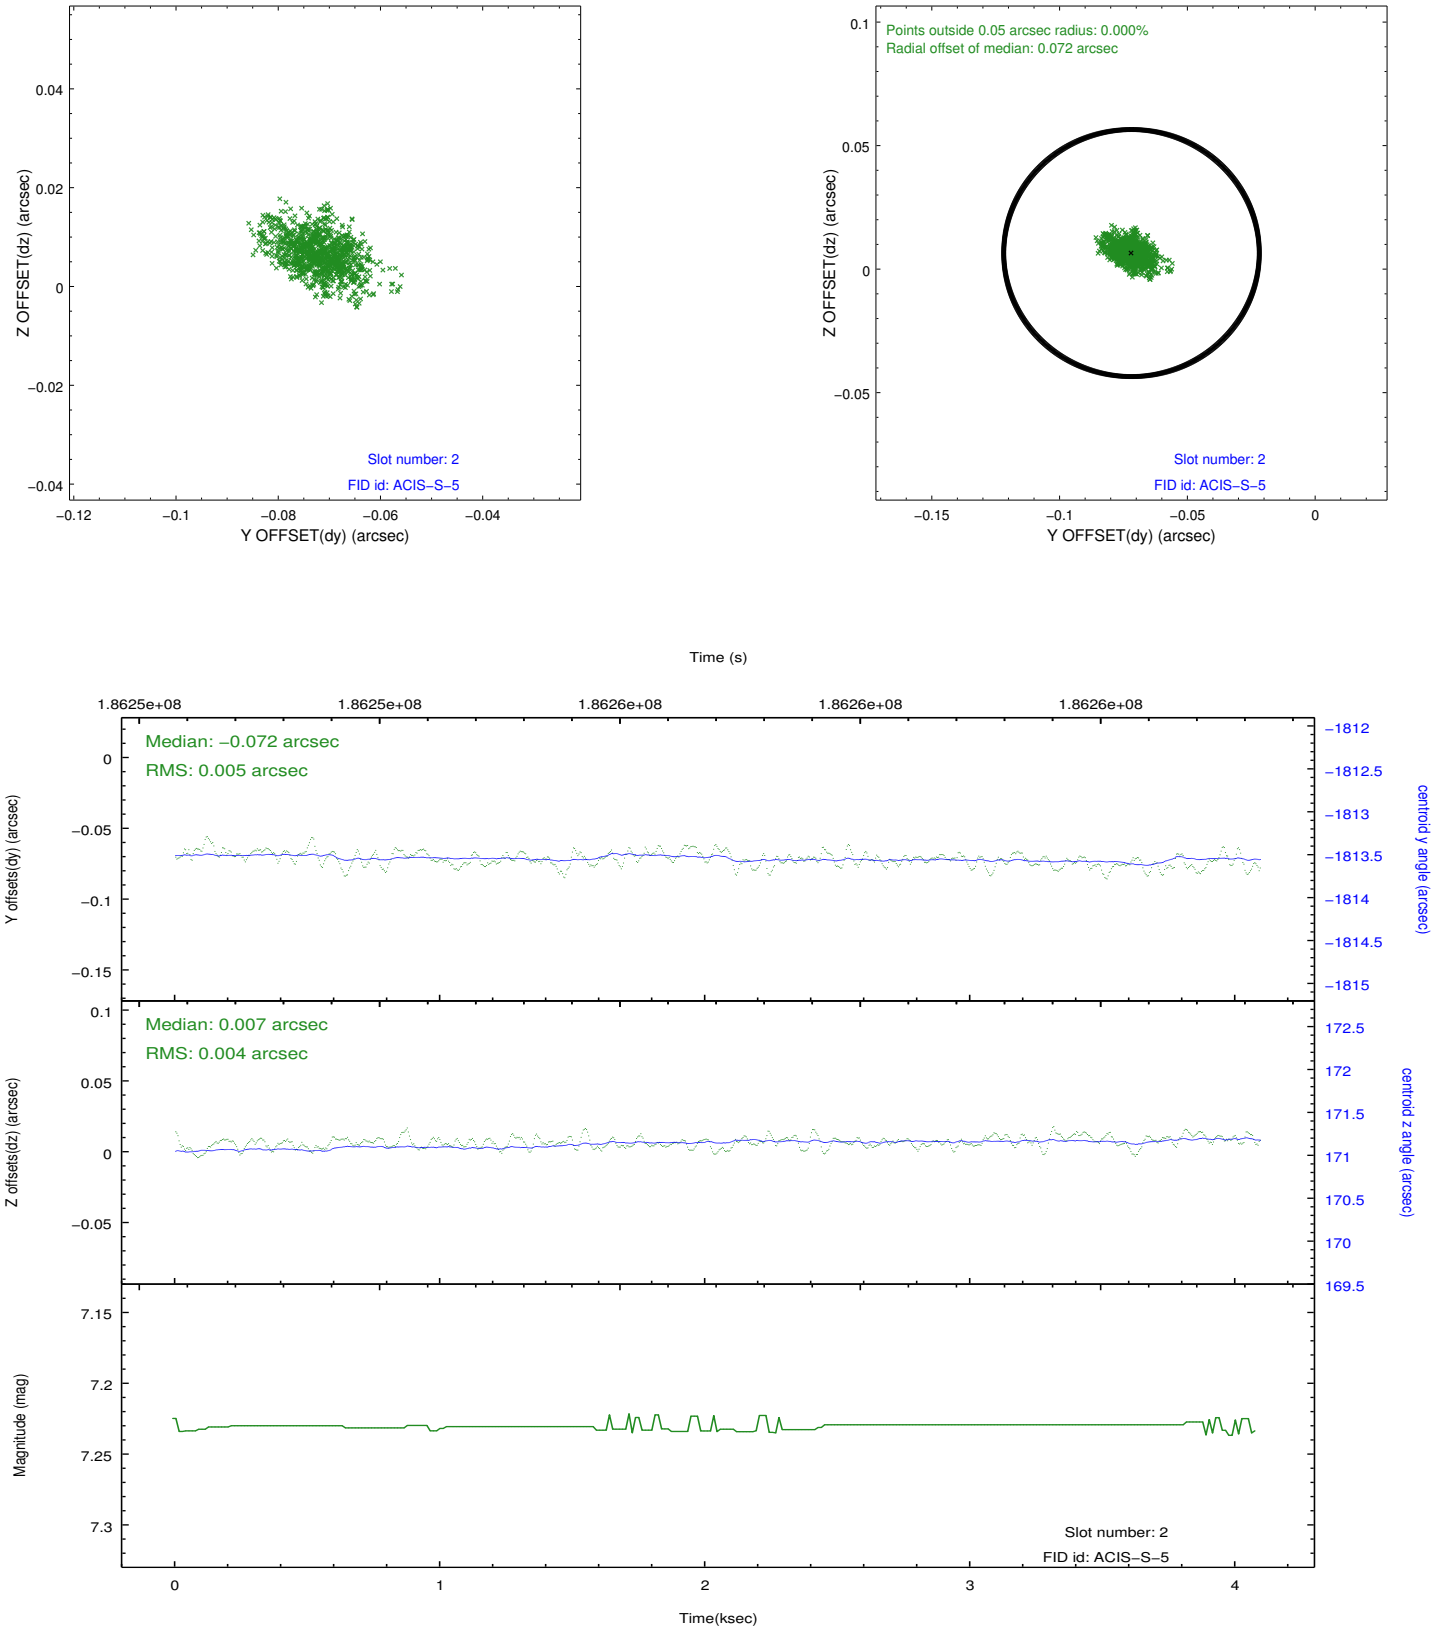 0.04
0.02
0
−0.02
−0.04
Z OFFSET(dz) (arcsec)
Slot number: 2
FID id: ACIS−S−5
−0.12
−0.1
−0.08
−0.06
−0.04
Y OFFSET(dy) (arcsec)
Points outside 0.05 arcsec radius: 0.000%
Radial offset of median: 0.072 arcsec
0.1
0.05
0
−0.05
Z OFFSET(dz) (arcsec)
Slot number: 2
FID id: ACIS−S−5
−0.15
−0.1
−0.05
0
Y OFFSET(dy) (arcsec)
Time (s)
1.8625e+08
1.8625e+08
1.8626e+08
1.8626e+08
1.8626e+08
Median: −0.072 arcsec
RMS: 0.005 arcsec
0
−0.05
−0.1
−0.15
Y offsets(dy) (arcsec)
−1812
−1812.5
−1813
−1813.5
−1814
−1814.5
−1815
centroid y angle (arcsec)
Median: 0.007 arcsec
RMS: 0.004 arcsec
0.1
0.05
0
−0.05
Z offsets(dz) (arcsec)
172.5
172
171.5
171
170.5
170
169.5
centroid z angle (arcsec)
7.15
7.2
7.25
7.3
Magnitude (mag)
Slot number: 2
FID id: ACIS−S−5
0
1
2
3
4
Time(ksec)